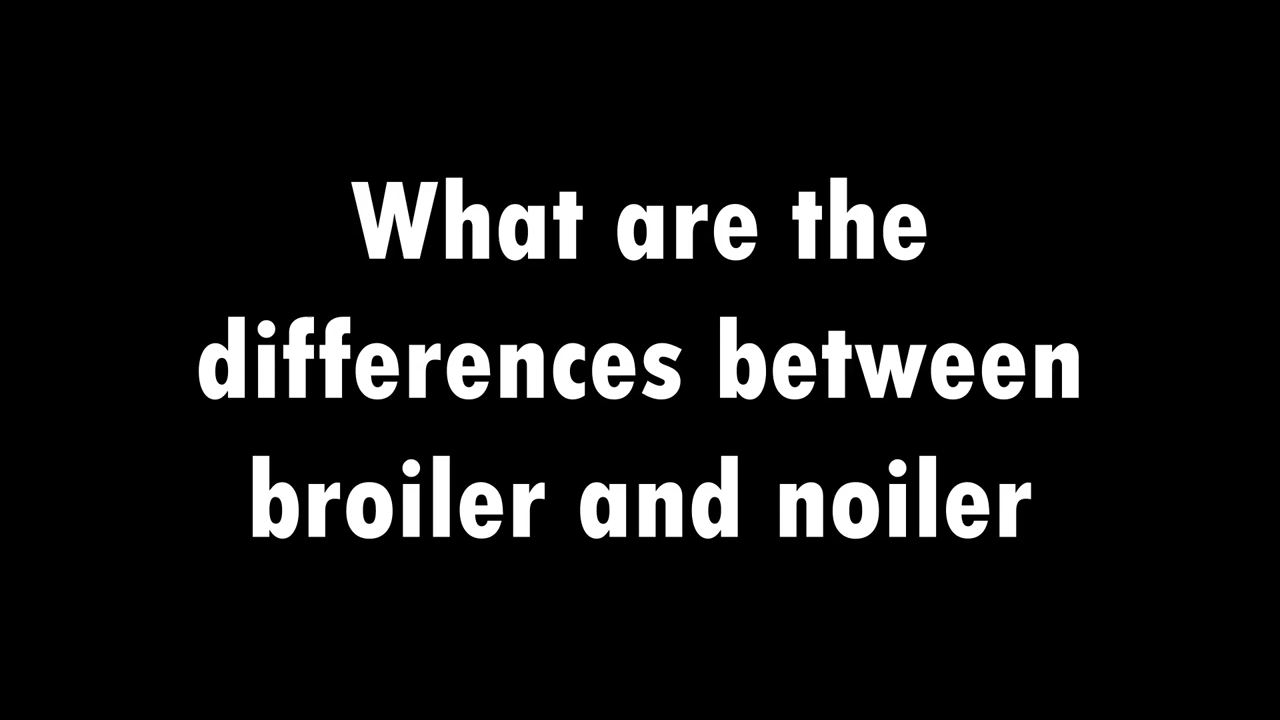 What are the
differences between
broiler and noiler